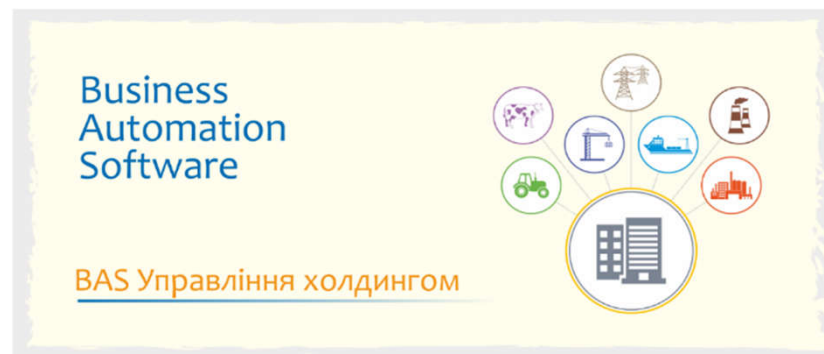 Business
Automation
Software
BAS Управління холдингом